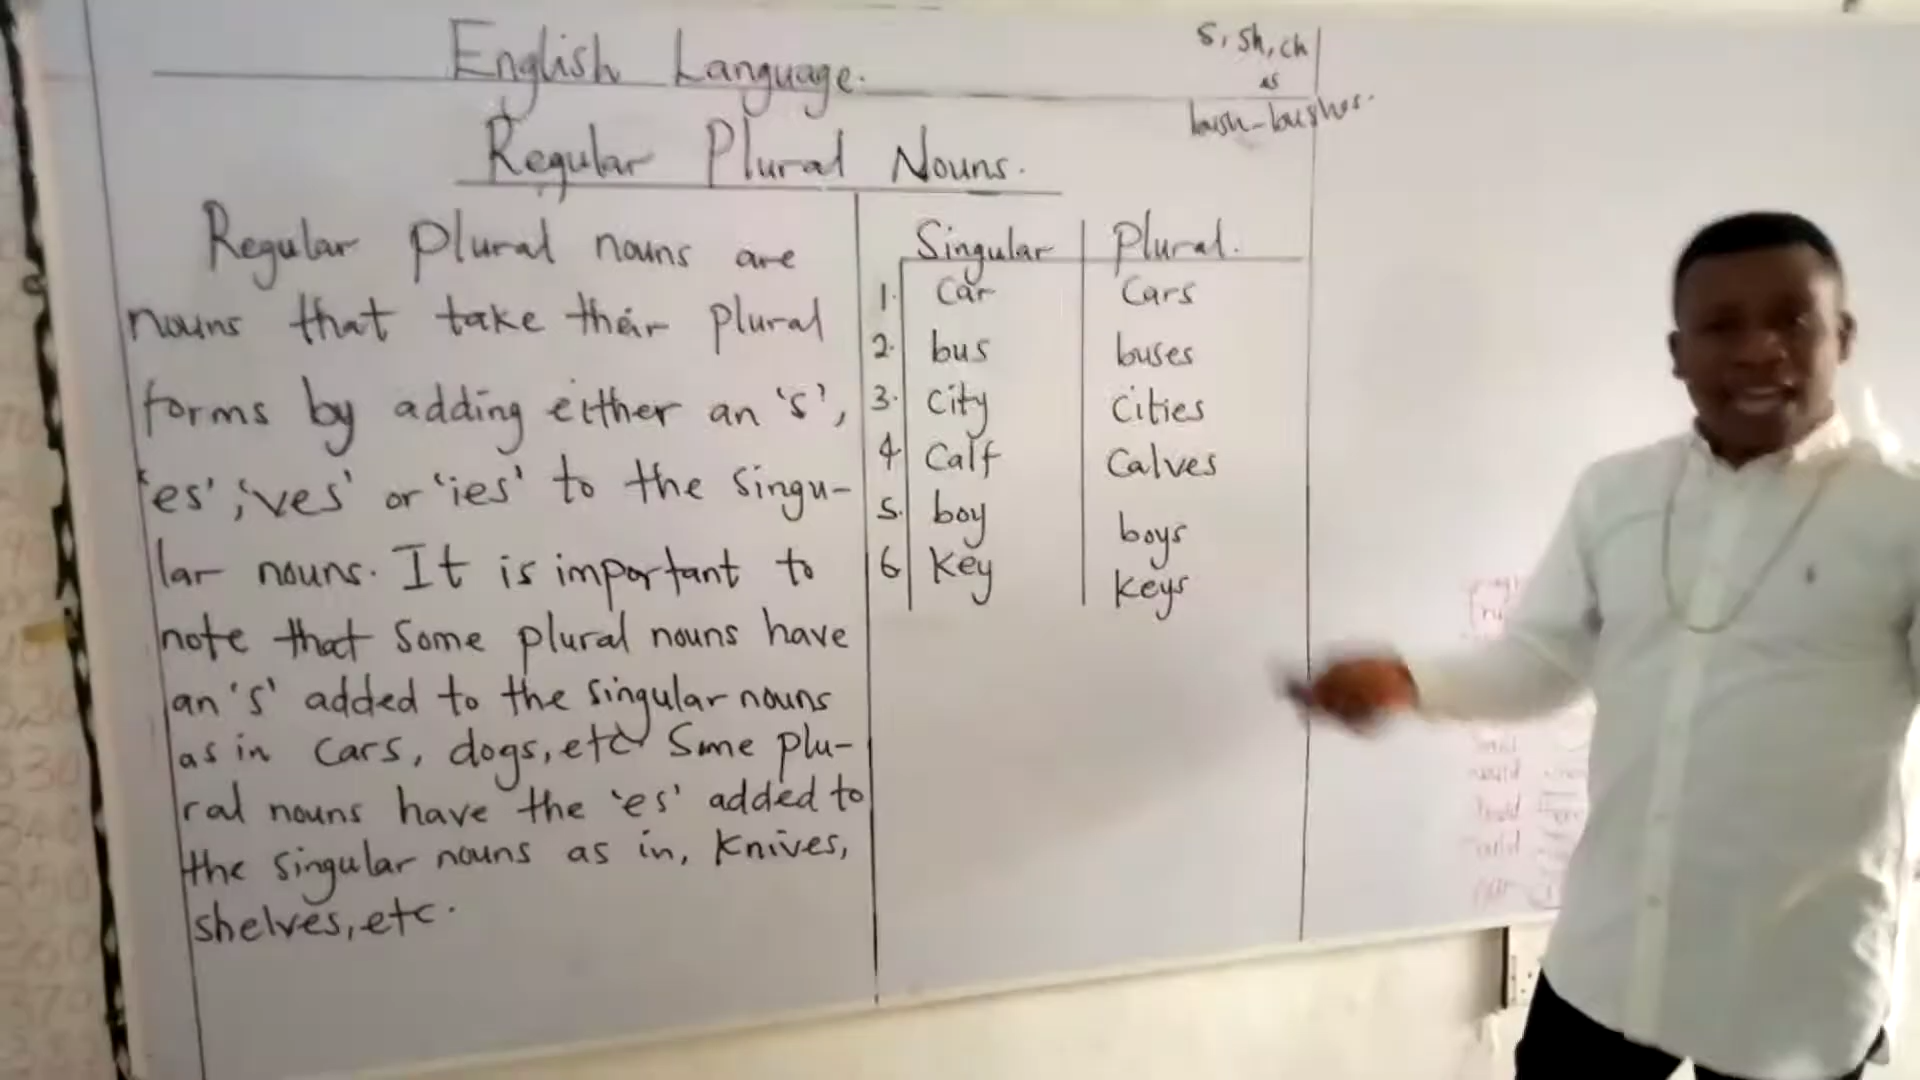 English Language.
s, sh, ch
as
bush-bushes.
Regular Plural Nouns.
Regular plural nouns are
nouns that take their plural
forms by adding either an 's',
'es', 'ves' or 'ies' to the singu-
lar nouns. It is important to
note that some plural nouns have
an 's' added to the singular nouns
as in cars, dogs, etc. Some plu-
ral nouns have the 'es' added to
the singular nouns as in, knives,
shelves, etc.
Singular Plural.
1. Car Cars
2. bus buses
3. City Cities
4 Calf Calves
5. boy boys
6 Key keys